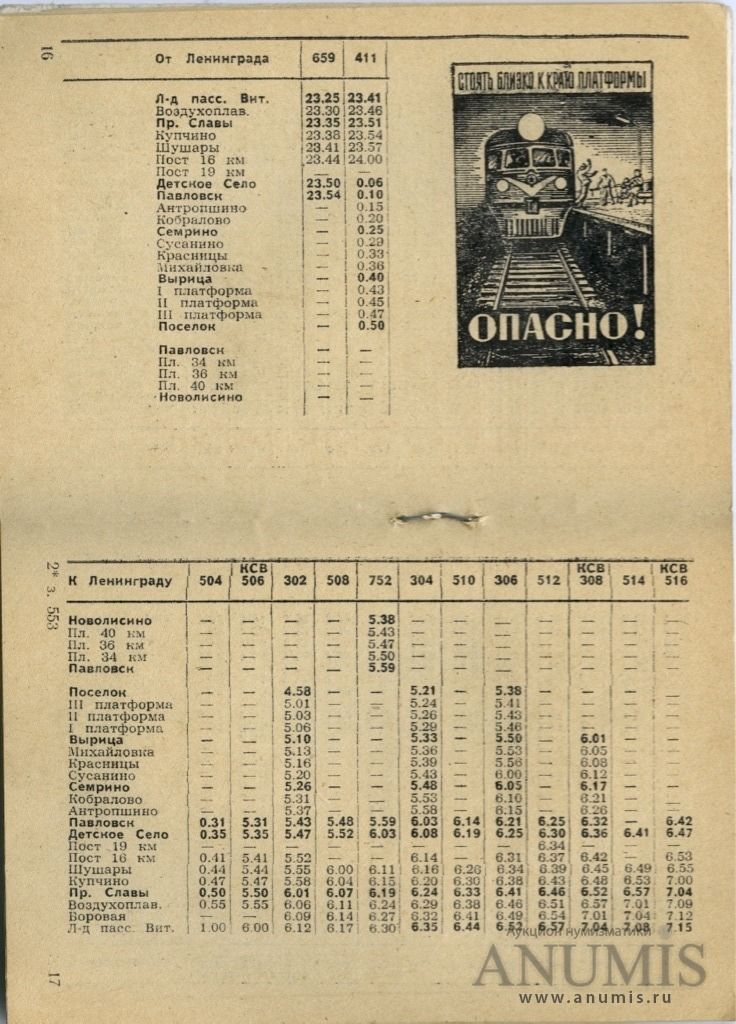 16
От Ленинграда 659 411
Л-д пасс. Вит. 23.25 23.41
Воздухоплав. 23.30 23.46
Пр. Славы 23.35 23.51
Купчино 23.38 23.54
Шушары 23.41 23.57
Пост 16 км 23.44 24.00
Пост 19 км — —
Детское Село 23.50 0.06
Павловск 23.54 0.10
Антропшино — 0.15
Кобралово — 0.20
Семрино — 0.25
Сусанино — 0.29
Красницы — 0.33
Михайловка — 0.36
Вырица — 0.40
I платформа — 0.43
II платформа — 0.45
III платформа — 0.47
Поселок — 0.50
Павловск — —
Пл. 34 км — —
Пл. 36 км — —
Пл. 40 км — —
Новолисино — —
СТОЯТЬ БЛИЗКО К КРАЮ ПЛАТФОРМЫ
ОПАСНО!
2* з. 553
КСВ КСВ КСВ
К Ленинграду 504 506 302 508 752 304 510 306 512 308 514 516
Новолисино — — — — 5.38 — — — — — — —
Пл. 40 км — — — — 5.43 — — — — — — —
Пл. 36 км — — — — 5.47 — — — — — — —
Пл. 34 км — — — — 5.50 — — — — — — —
Павловск — — — — 5.59 — — — — — — —
Поселок — — 4.58 — — 5.21 — 5.38 — — — —
III платформа — — 5.01 — — 5.24 — 5.41 — — — —
II платформа — — 5.03 — — 5.26 — 5.43 — — — —
I платформа — — 5.06 — — 5.29 — 5.46 — — — —
Вырица — — 5.10 — — 5.33 — 5.50 — 6.01 — —
Михайловка — — 5.13 — — 5.36 — 5.53 — 6.05 — —
Красницы — — 5.16 — — 5.39 — 5.56 — 6.08 — —
Сусанино — — 5.20 — — 5.43 — 6.00 — 6.12 — —
Семрино — — 5.26 — — 5.48 — 6.05 — 6.17 — —
Кобралово — — 5.31 — — 5.53 — 6.10 — 6.21 — —
Антропшино — — 5.37 — — 5.58 — 6.15 — 6.26 — —
Павловск 0.31 5.31 5.43 5.48 5.59 6.03 6.14 6.21 6.25 6.32 — 6.42
Детское Село 0.35 5.35 5.47 5.52 6.03 6.08 6.19 6.25 6.30 6.36 6.41 6.47
Пост 19 км — — — — — — — — 6.34 — — —
Пост 16 км 0.41 5.41 5.52 — — 6.14 — 6.31 6.37 6.42 — 6.53
Шушары 0.44 5.44 5.55 6.00 6.11 6.16 6.26 6.34 6.39 6.45 6.49 6.55
Купчино 0.47 5.47 5.58 6.04 6.15 6.20 6.30 6.38 6.43 6.48 6.53 7.00
Пр. Славы 0.50 5.50 6.01 6.07 6.19 6.24 6.33 6.41 6.46 6.52 6.57 7.04
Воздухоплав. 0.55 5.55 6.06 6.11 6.24 6.29 6.38 6.46 6.51 6.57 7.01 7.09
Боровая — — 6.09 6.14 6.27 6.32 6.41 6.49 6.54 7.01 7.04 7.12
Л-д пасс. Вит. 1.00 6.00 6.12 6.17 6.30 6.35 6.44 6.53 6.57 7.04 7.08 7.15
17
Аукцион нумизматики
ANUMIS
www.anumis.ru